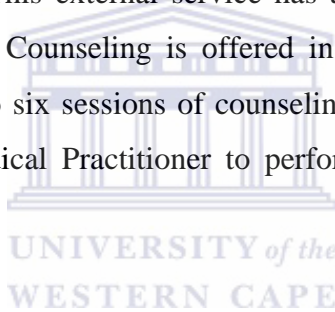 This external service has
Counseling is offered in
six sessions of counselin
ical Practitioner to perfor
UNIVERSITY of the
WESTERN CAPE